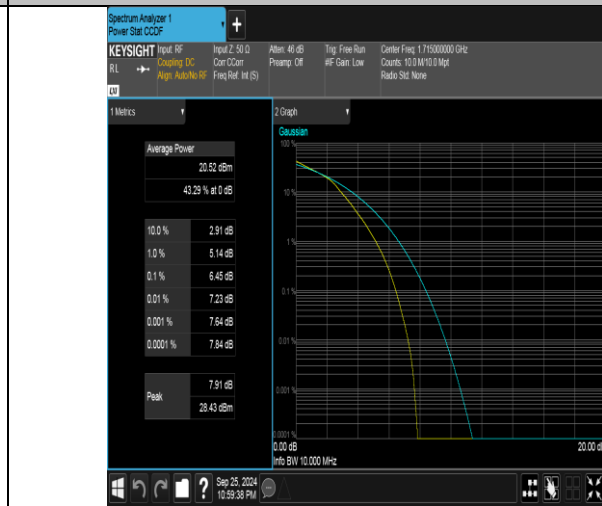 Spectrum Analyzer 1
Power Stat CCDF
+
KEYSIGHT Input: RF Input Z: 50 Ω Atten: 46 dB Trig: Free Run Center Freq: 1.715000000 GHz
RL Coupling: DC Corr CCorr Preamp: Off #IF Gain: Low Counts: 10.0 M/10.0 Mpt
Align: Auto/No RF Freq Ref: Int (S) Radio Std: None
LXI
1 Metrics
Average Power
20.52 dBm
43.29 % at 0 dB
10.0 % 2.91 dB
1.0 % 5.14 dB
0.1 % 6.45 dB
0.01 % 7.23 dB
0.001 % 7.64 dB
0.0001 % 7.84 dB
Peak 7.91 dB
28.43 dBm
2 Graph
Gaussian
100 %
10 %
1 %
0.1 %
0.01 %
0.001 %
0.0001 %
0.00 dB 20.00 d
Info BW 10.000 MHz
? Sep 25, 2024
10:59:38 PM